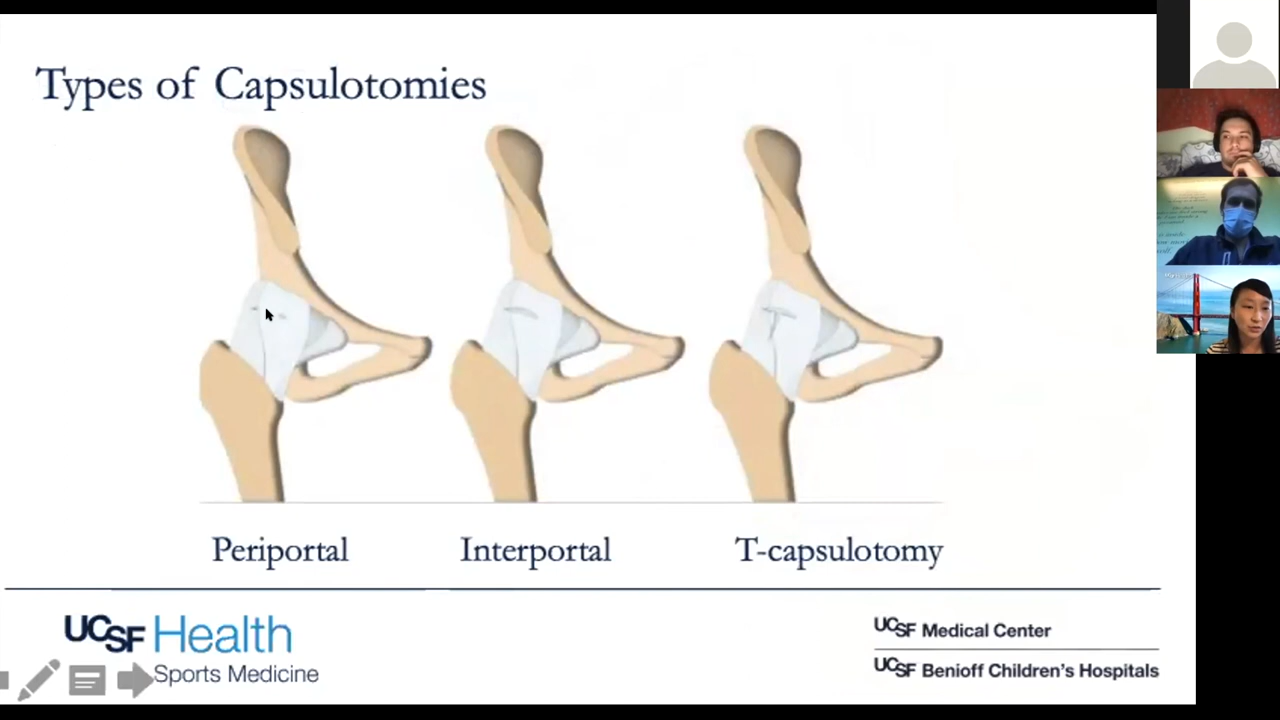 Types of Capsulotomies
Periportal
Interportal
T-capsulotomy
UCSF Health
Sports Medicine
UCSF Medical Center
UCSF Benioff Children's Hospitals